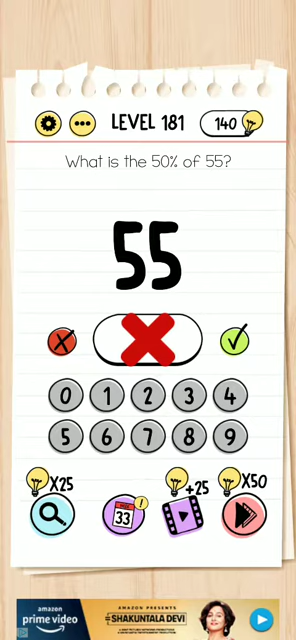 LEVEL 181
140
What is the 50% of 55?
55
0 1 2 3 4
5 6 7 8 9
X25
33
!
+25
X50
amazon
prime video
AMAZON PRESENTS
SHAKUNTALA DEVI